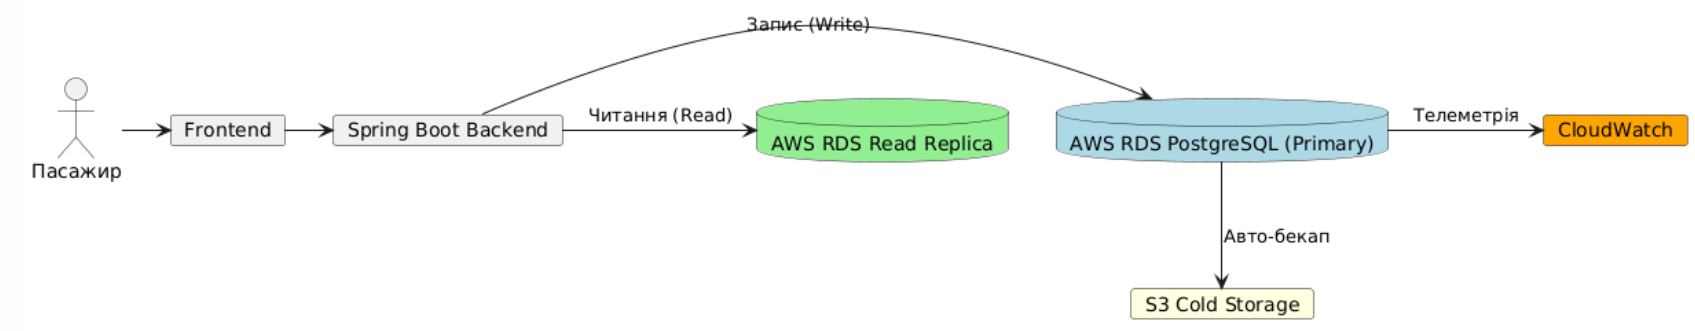 Запис (Write)
Пасажир
Frontend
Spring Boot Backend
Читання (Read)
AWS RDS Read Replica
AWS RDS PostgreSQL (Primary)
Телеметрія
CloudWatch
Авто-бекап
S3 Cold Storage